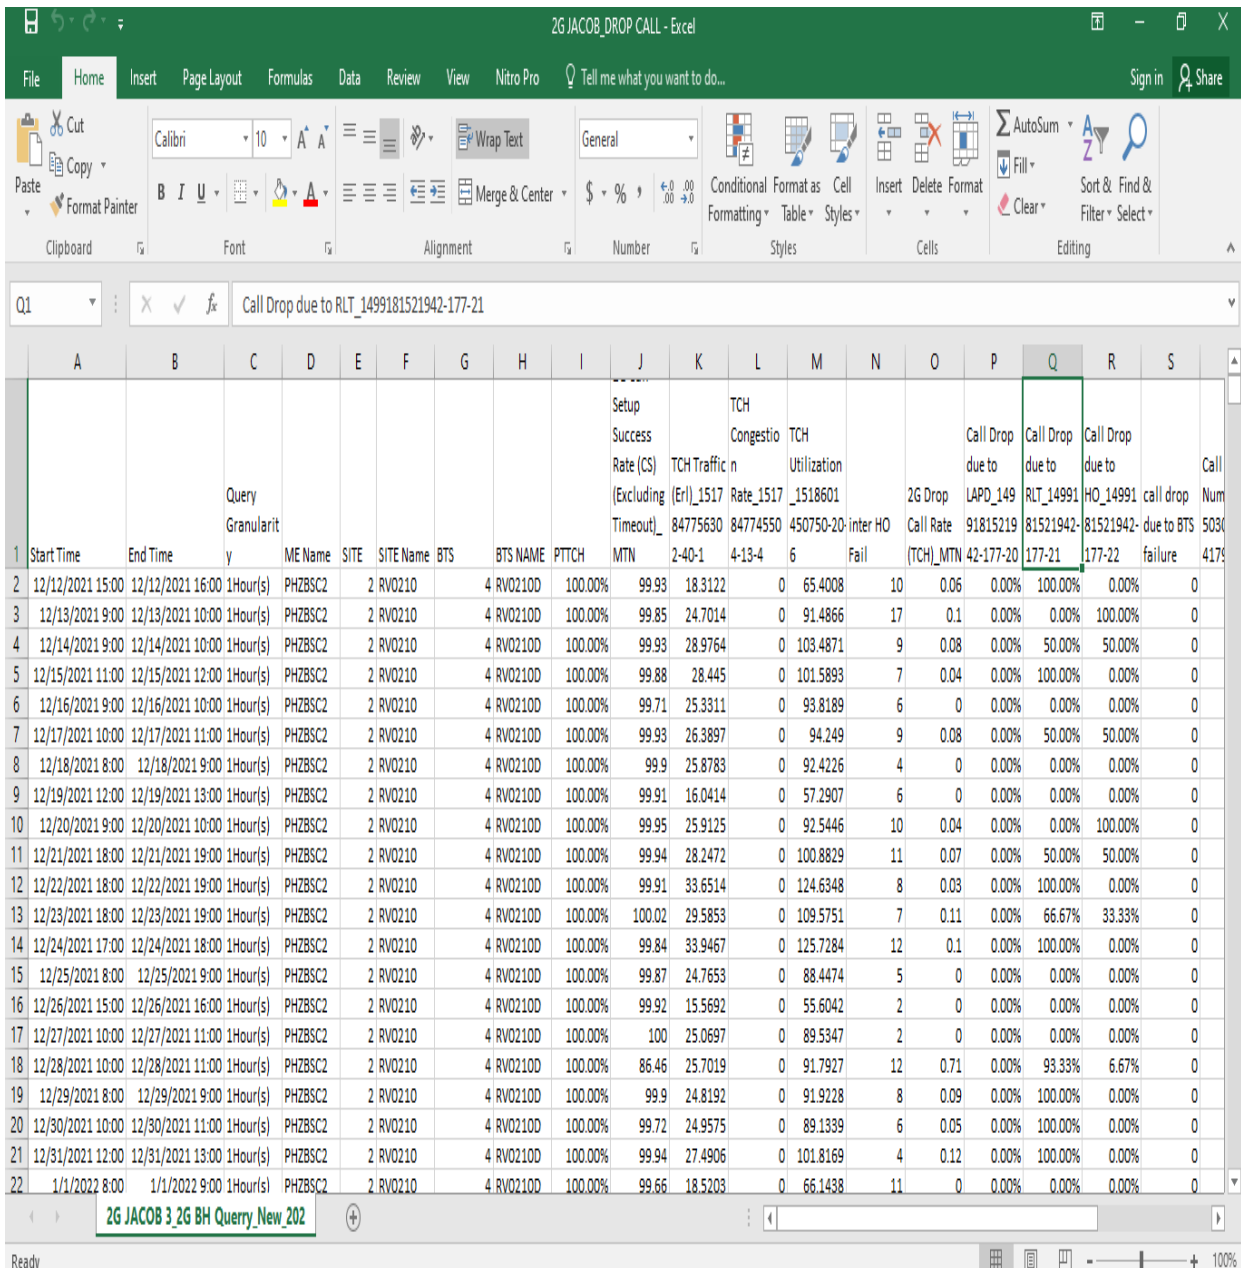 2G JACOB_DROP CALL - Excel
File Home Insert Page Layout Formulas Data Review View Nitro Pro Tell me what you want to do... Sign in Share
Cut
Copy
Paste
Format Painter
Calibri 10 A A
B I U A
Wrap Text
Merge & Center
General
$ % , .0 .00 .00 .0
Conditional Formatting Format as Table Cell Styles
Insert Delete Format
AutoSum
Fill
Clear
Sort & Filter Find & Select
Clipboard Font Alignment Number Styles Cells Editing
Q1 fx Call Drop due to RLT_1499181521942-177-21
A B C D E F G H I J K L M N O P Q R S
1 Start Time End Time Query Granularity ME Name SITE SITE Name BTS BTS NAME PTTCH Setup Success Rate (CS) (Excluding Timeout)_MTN TCH Traffic (Erl)_1517847756302-40-1 TCH Congestion Rate_1517847745504-13-4 TCH Utilization_1518601450750-20-6 inter HO Fail 2G Drop Call Rate (TCH)_MTN Call Drop due to LAPD_1499181521942-177-20 Call Drop due to RLT_1499181521942-177-21 Call Drop due to HO_1499181521942-177-22 call drop due to BTS failure Call Num
2 12/12/2021 15:00 12/12/2021 16:00 1Hour(s) PHZBSC2 2 RV0210 4 RV0210D 100.00% 99.93 18.3122 0 65.4008 10 0.06 0.00% 100.00% 0.00% 0
3 12/13/2021 9:00 12/13/2021 10:00 1Hour(s) PHZBSC2 2 RV0210 4 RV0210D 100.00% 99.85 24.7014 0 91.4866 17 0.1 0.00% 0.00% 100.00% 0
4 12/14/2021 9:00 12/14/2021 10:00 1Hour(s) PHZBSC2 2 RV0210 4 RV0210D 100.00% 99.93 28.9764 0 103.4871 9 0.08 0.00% 50.00% 50.00% 0
5 12/15/2021 11:00 12/15/2021 12:00 1Hour(s) PHZBSC2 2 RV0210 4 RV0210D 100.00% 99.88 28.445 0 101.5893 7 0.04 0.00% 100.00% 0.00% 0
6 12/16/2021 9:00 12/16/2021 10:00 1Hour(s) PHZBSC2 2 RV0210 4 RV0210D 100.00% 99.71 25.3311 0 93.8189 6 0 0.00% 0.00% 0.00% 0
7 12/17/2021 10:00 12/17/2021 11:00 1Hour(s) PHZBSC2 2 RV0210 4 RV0210D 100.00% 99.93 26.3897 0 94.249 9 0.08 0.00% 50.00% 50.00% 0
8 12/18/2021 8:00 12/18/2021 9:00 1Hour(s) PHZBSC2 2 RV0210 4 RV0210D 100.00% 99.9 25.8783 0 92.4226 4 0 0.00% 0.00% 0.00% 0
9 12/19/2021 12:00 12/19/2021 13:00 1Hour(s) PHZBSC2 2 RV0210 4 RV0210D 100.00% 99.91 16.0414 0 57.2907 6 0 0.00% 0.00% 0.00% 0
10 12/20/2021 9:00 12/20/2021 10:00 1Hour(s) PHZBSC2 2 RV0210 4 RV0210D 100.00% 99.95 25.9125 0 92.5446 10 0.04 0.00% 0.00% 100.00% 0
11 12/21/2021 18:00 12/21/2021 19:00 1Hour(s) PHZBSC2 2 RV0210 4 RV0210D 100.00% 99.94 28.2472 0 100.8829 11 0.07 0.00% 50.00% 50.00% 0
12 12/22/2021 18:00 12/22/2021 19:00 1Hour(s) PHZBSC2 2 RV0210 4 RV0210D 100.00% 99.91 33.6514 0 124.6348 8 0.03 0.00% 100.00% 0.00% 0
13 12/23/2021 18:00 12/23/2021 19:00 1Hour(s) PHZBSC2 2 RV0210 4 RV0210D 100.00% 100.02 29.5853 0 109.5751 7 0.11 0.00% 66.67% 33.33% 0
14 12/24/2021 17:00 12/24/2021 18:00 1Hour(s) PHZBSC2 2 RV0210 4 RV0210D 100.00% 99.84 33.9467 0 125.7284 12 0.1 0.00% 100.00% 0.00% 0
15 12/25/2021 8:00 12/25/2021 9:00 1Hour(s) PHZBSC2 2 RV0210 4 RV0210D 100.00% 99.87 24.7653 0 88.4474 5 0 0.00% 0.00% 0.00% 0
16 12/26/2021 15:00 12/26/2021 16:00 1Hour(s) PHZBSC2 2 RV0210 4 RV0210D 100.00% 99.92 15.5692 0 55.6042 2 0 0.00% 0.00% 0.00% 0
17 12/27/2021 10:00 12/27/2021 11:00 1Hour(s) PHZBSC2 2 RV0210 4 RV0210D 100.00% 100 25.0697 0 89.5347 2 0 0.00% 0.00% 0.00% 0
18 12/28/2021 10:00 12/28/2021 11:00 1Hour(s) PHZBSC2 2 RV0210 4 RV0210D 100.00% 86.46 25.7019 0 91.7927 12 0.71 0.00% 93.33% 6.67% 0
19 12/29/2021 8:00 12/29/2021 9:00 1Hour(s) PHZBSC2 2 RV0210 4 RV0210D 100.00% 99.9 24.8192 0 91.9228 8 0.09 0.00% 100.00% 0.00% 0
20 12/30/2021 10:00 12/30/2021 11:00 1Hour(s) PHZBSC2 2 RV0210 4 RV0210D 100.00% 99.72 24.9575 0 89.1339 6 0.05 0.00% 100.00% 0.00% 0
21 12/31/2021 12:00 12/31/2021 13:00 1Hour(s) PHZBSC2 2 RV0210 4 RV0210D 100.00% 99.94 27.4906 0 101.8169 4 0.12 0.00% 100.00% 0.00% 0
22 1/1/2022 8:00 1/1/2022 9:00 1Hour(s) PHZBSC2 2 RV0210 4 RV0210D 100.00% 99.66 18.5203 0 66.1438 11 0 0.00% 0.00% 0.00% 0
2G JACOB 3_2G BH Querry_New_202
Ready 100%